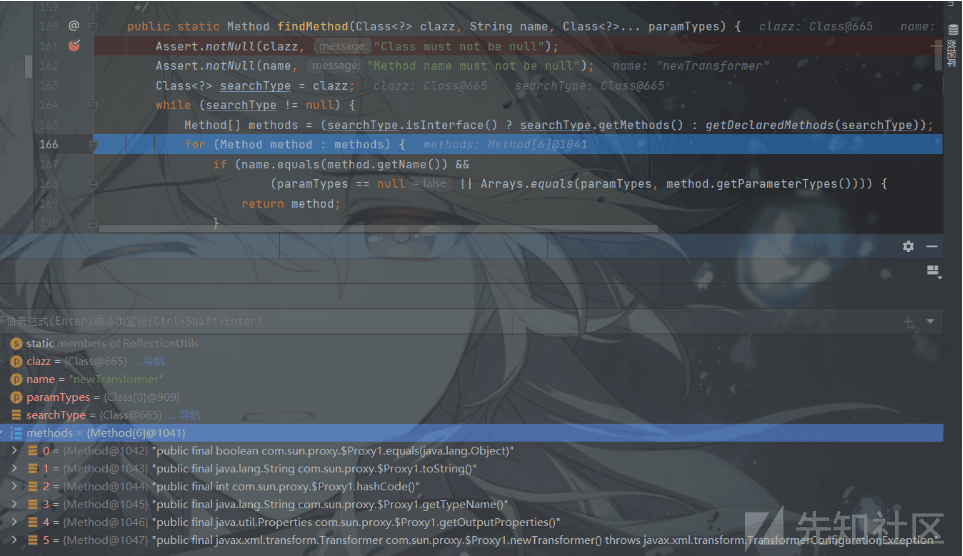 159 */
160 @ public static Method findMethod(Class<?> clazz, String name, Class<?>... paramTypes) { clazz: Class@665 name:
161 Assert.notNull(clazz, message: "Class must not be null");
162 Assert.notNull(name, message: "Method name must not be null"); name: "newTransformer"
163 Class<?> searchType = clazz; clazz: Class@665 searchType: Class@665
164 while (searchType != null) {
165 Method[] methods = (searchType.isInterface() ? searchType.getMethods() : getDeclaredMethods(searchType));
166 for (Method method : methods) { methods: Method[6]@1041
167 if (name.equals(method.getName()) &&
168 (paramTypes == null = false || Arrays.equals(paramTypes, method.getParameterTypes()))) {
169 return method;
170 }
数据库
估表达式(Enter)或添加监视(Ctrl+Shift+Enter)
s static members of ReflectionUtils
p clazz = {Class@665} ... 导航
p name = "newTransformer"
p paramTypes = {Class[0]@909}
searchType = {Class@665} ... 导航
methods = {Method[6]@1041}
0 = {Method@1042} "public final boolean com.sun.proxy.$Proxy1.equals(java.lang.Object)"
1 = {Method@1043} "public final java.lang.String com.sun.proxy.$Proxy1.toString()"
2 = {Method@1044} "public final int com.sun.proxy.$Proxy1.hashCode()"
3 = {Method@1045} "public final java.lang.String com.sun.proxy.$Proxy1.getTypeName()"
4 = {Method@1046} "public final java.util.Properties com.sun.proxy.$Proxy1.getOutputProperties()"
5 = {Method@1047} "public final javax.xml.transform.Transformer com.sun.proxy.$Proxy1.newTransformer() throws javax.xml.transform.TransformerConfigurationException
先知社区